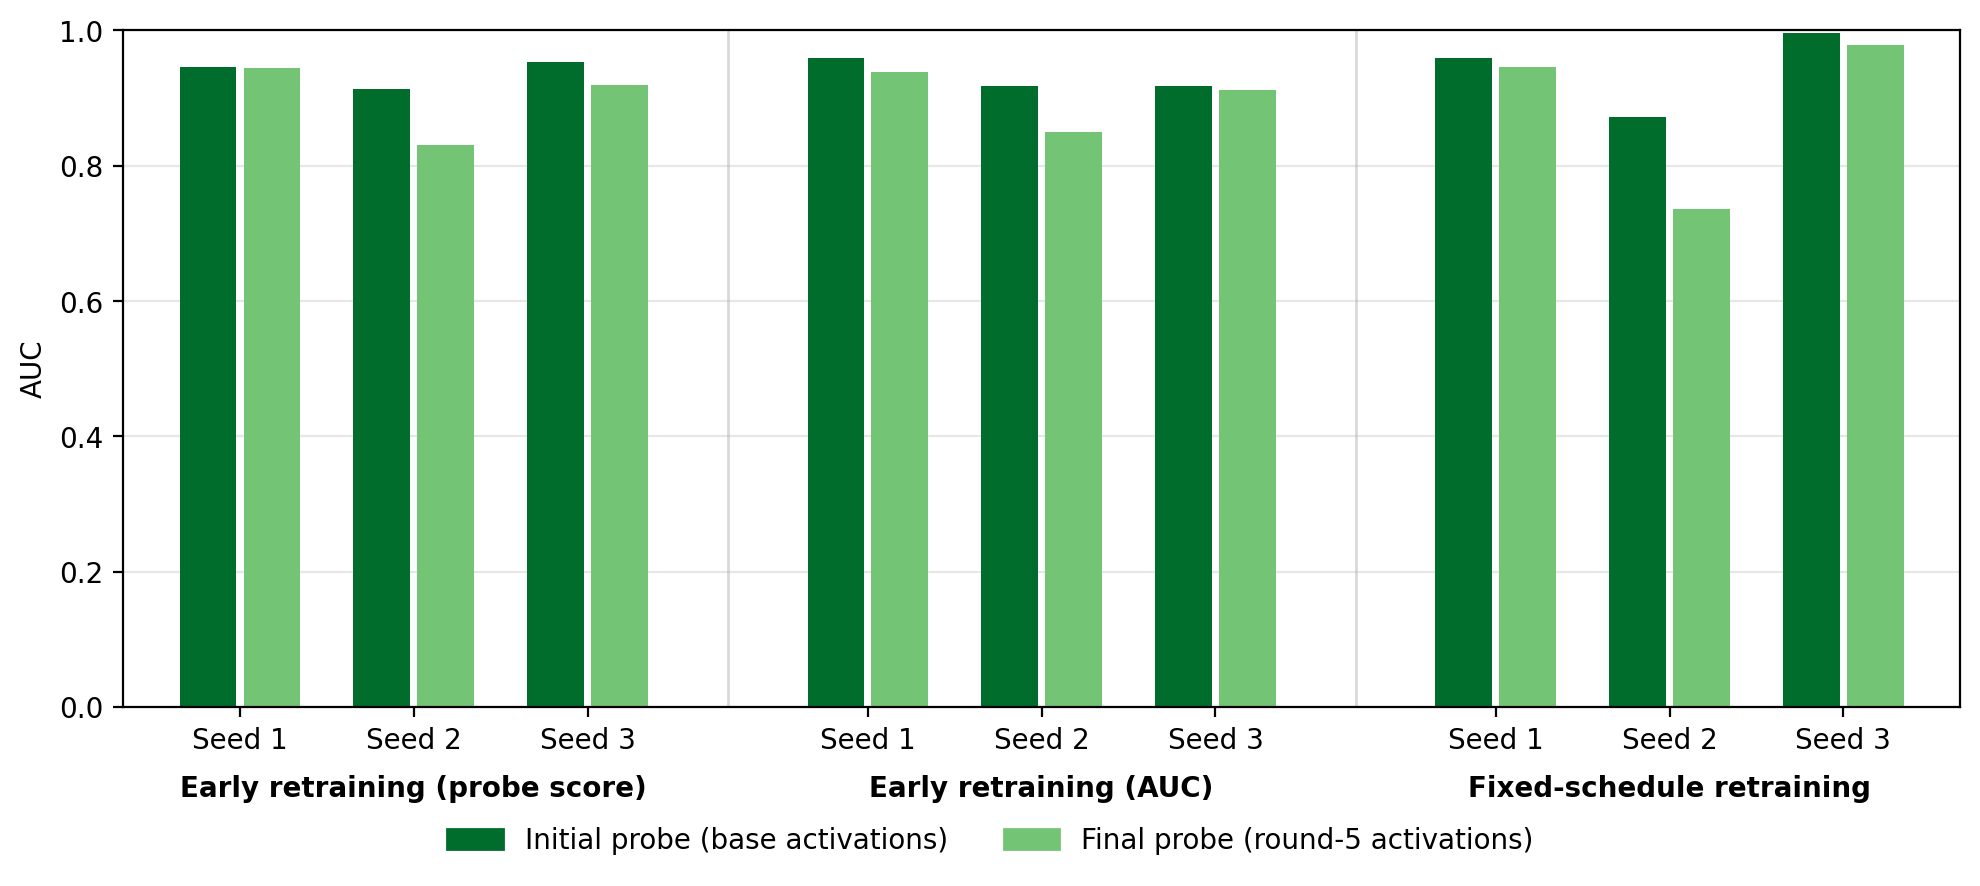 1.0
0.8
0.6
0.4
0.2
0.0
AUC
Seed 1 Seed 2 Seed 3 Seed 1 Seed 2 Seed 3 Seed 1 Seed 2 Seed 3
Early retraining (probe score) Early retraining (AUC) Fixed-schedule retraining
Initial probe (base activations) Final probe (round-5 activations)